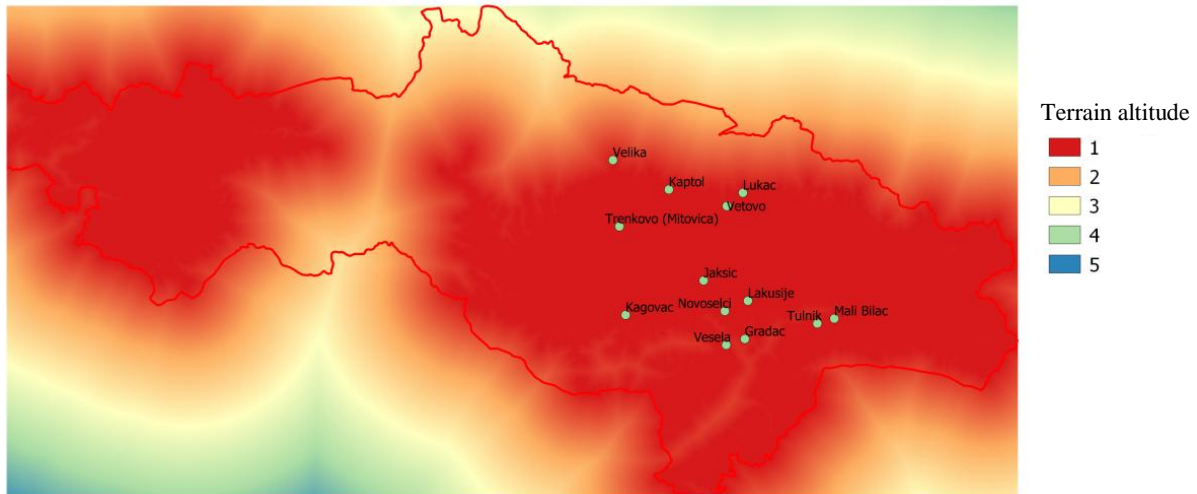 Terrain altitude
1
2
3
4
5
Velika
Kaptol
Lukac
Vetovo
Trenkovo (Mitovica)
Jaksic
Lakusije
Kagovac
Novoselci
Tulnik
Mali Bilac
Vesela
Gradac